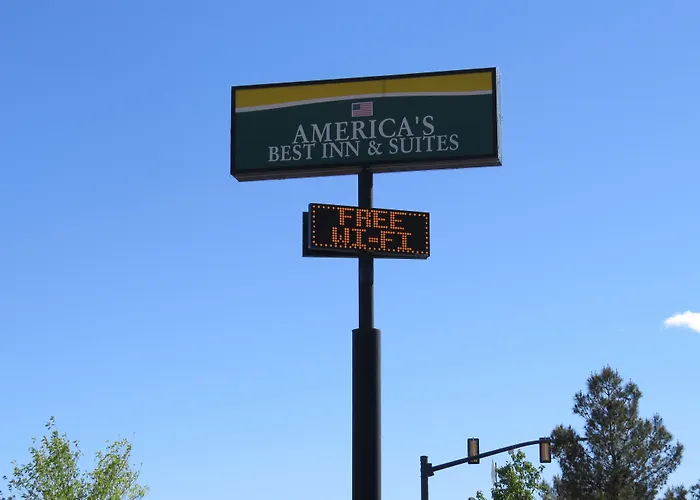 AMERICA'S
BEST INN & SUITES
FREE
WI-FI